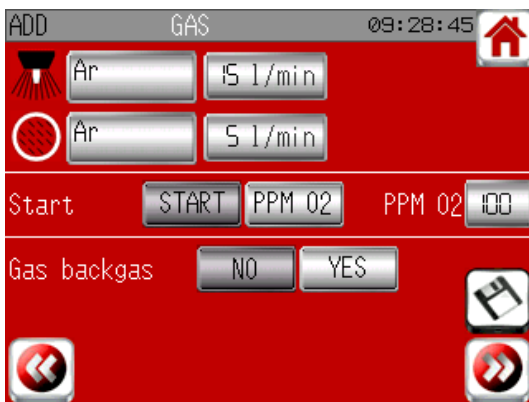 ADD GAS 09:28:45
Ar 15 l/min
Ar 5 l/min
Start START PPM O2 PPM O2 100
Gas backgas NO YES